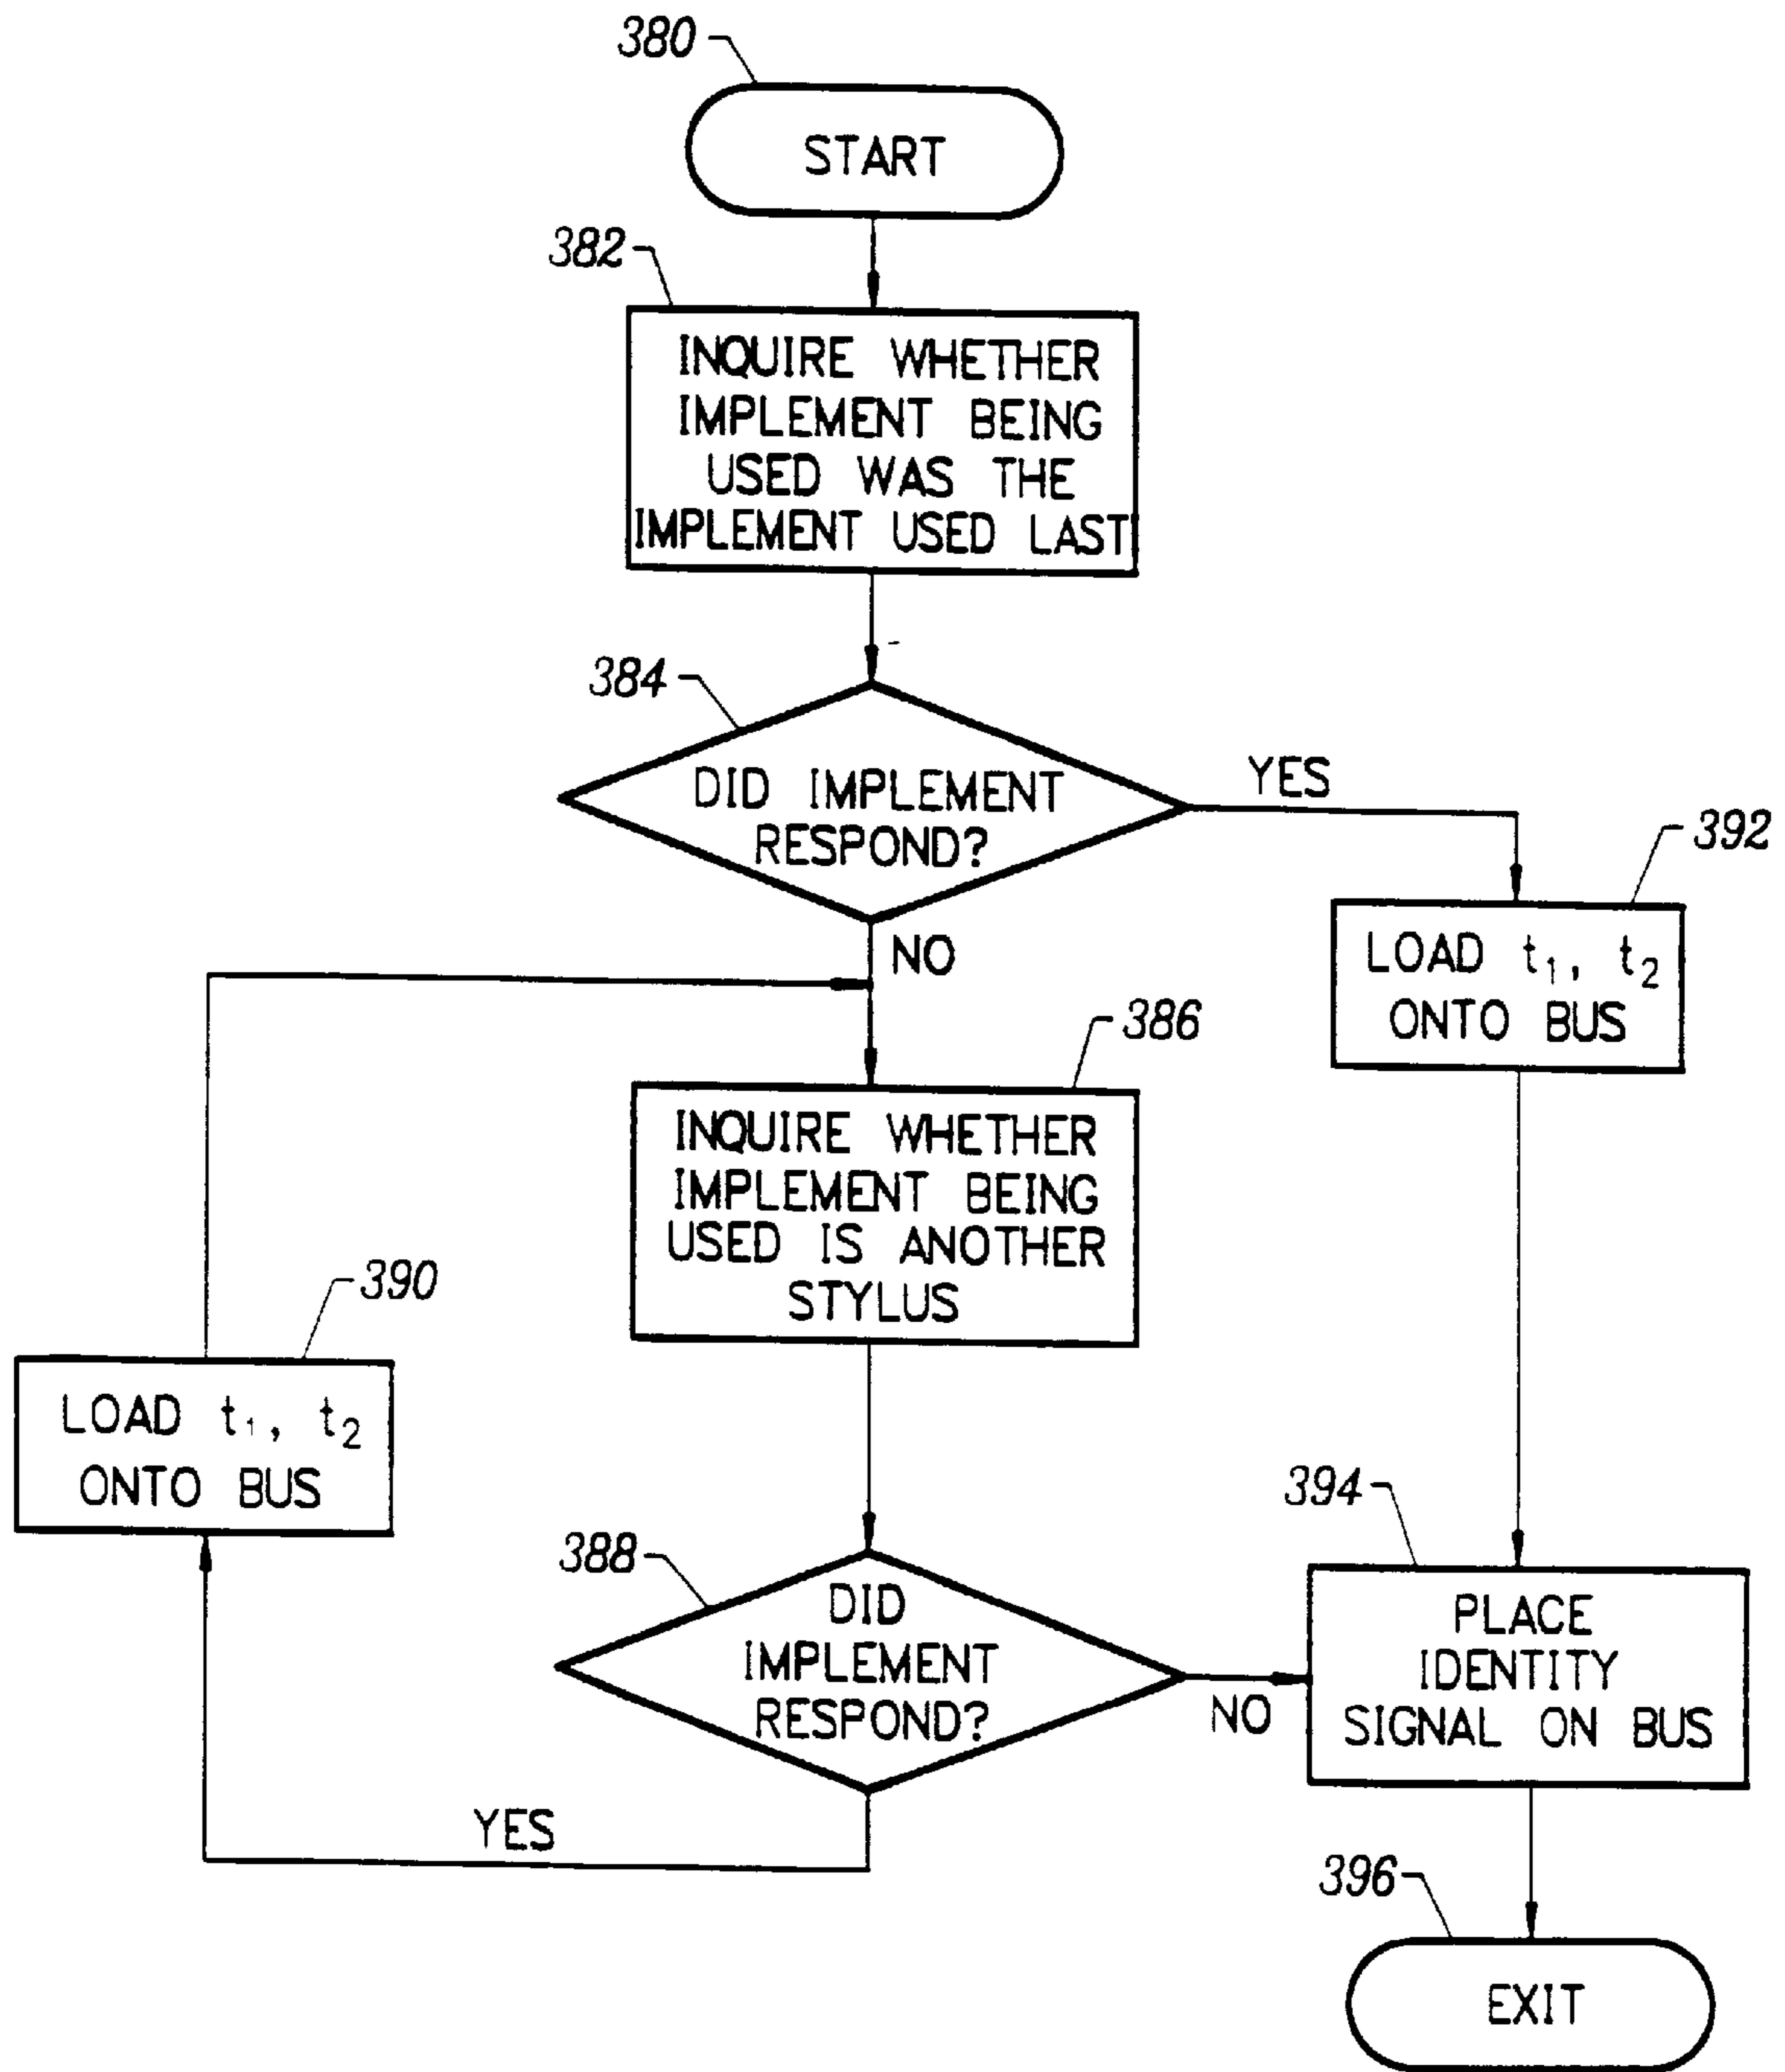 380
START
382
INQUIRE WHETHER
IMPLEMENT BEING
USED WAS THE
IMPLEMENT USED LAST
384
DID IMPLEMENT
RESPOND?
YES
392
LOAD t₁, t₂
ONTO BUS
NO
386
INQUIRE WHETHER
IMPLEMENT BEING
USED IS ANOTHER
STYLUS
390
LOAD t₁, t₂
ONTO BUS
388
DID
IMPLEMENT
RESPOND?
NO
YES
394
PLACE
IDENTITY
SIGNAL ON BUS
396
EXIT